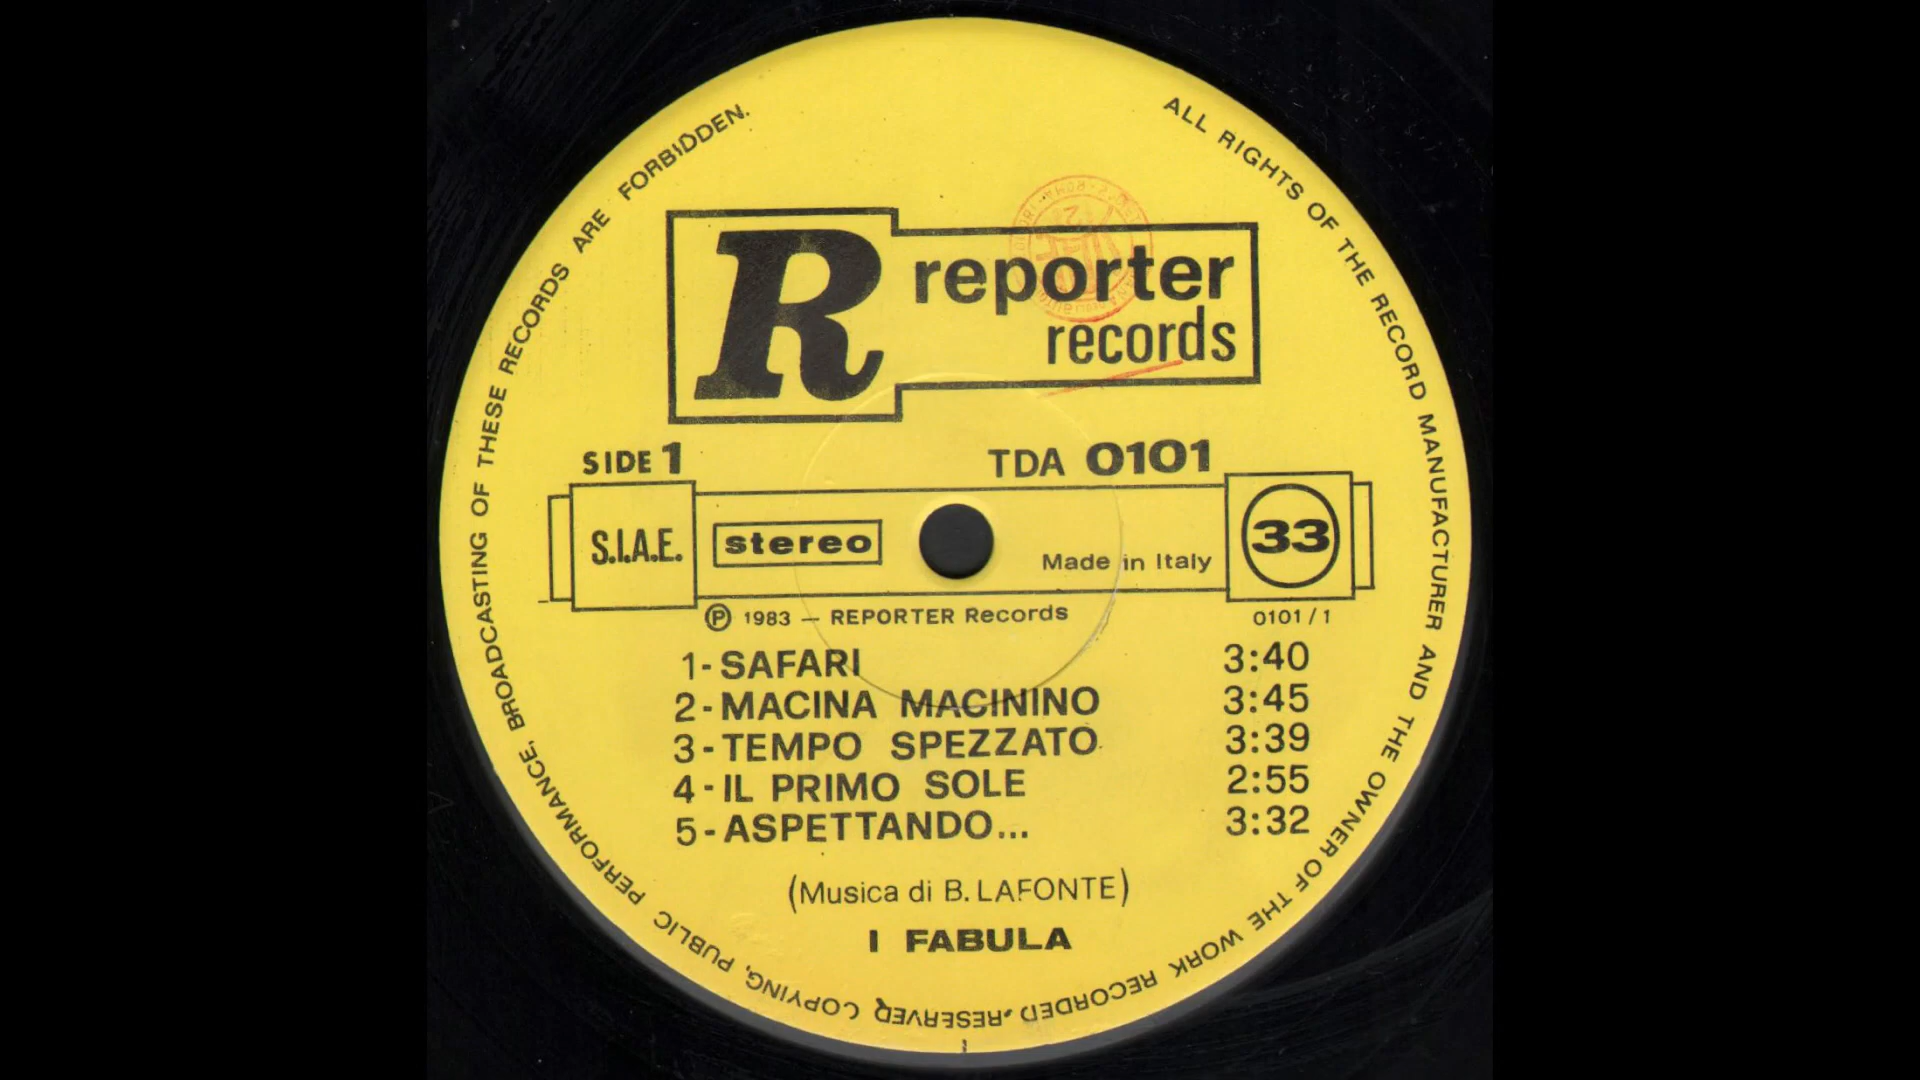 ALL RIGHTS OF THE RECORD MANUFACTURER AND THE OWNER OF THE WORK RECORDED RESERVED COPYING, PUBLIC PERFORMANCE, BROADCASTING OF THESE RECORDS ARE FORBIDDEN.
R reporter
records
SIDE 1 TDA 0101
S.I.A.E. stereo Made in Italy 33
Ⓟ 1983 — REPORTER Records 0101/1
1-SAFARI 3:40
2-MACINA MACININO 3:45
3-TEMPO SPEZZATO 3:39
4-IL PRIMO SOLE 2:55
5-ASPETTANDO... 3:32
(Musica di B. LAFONTE)
I FABULA